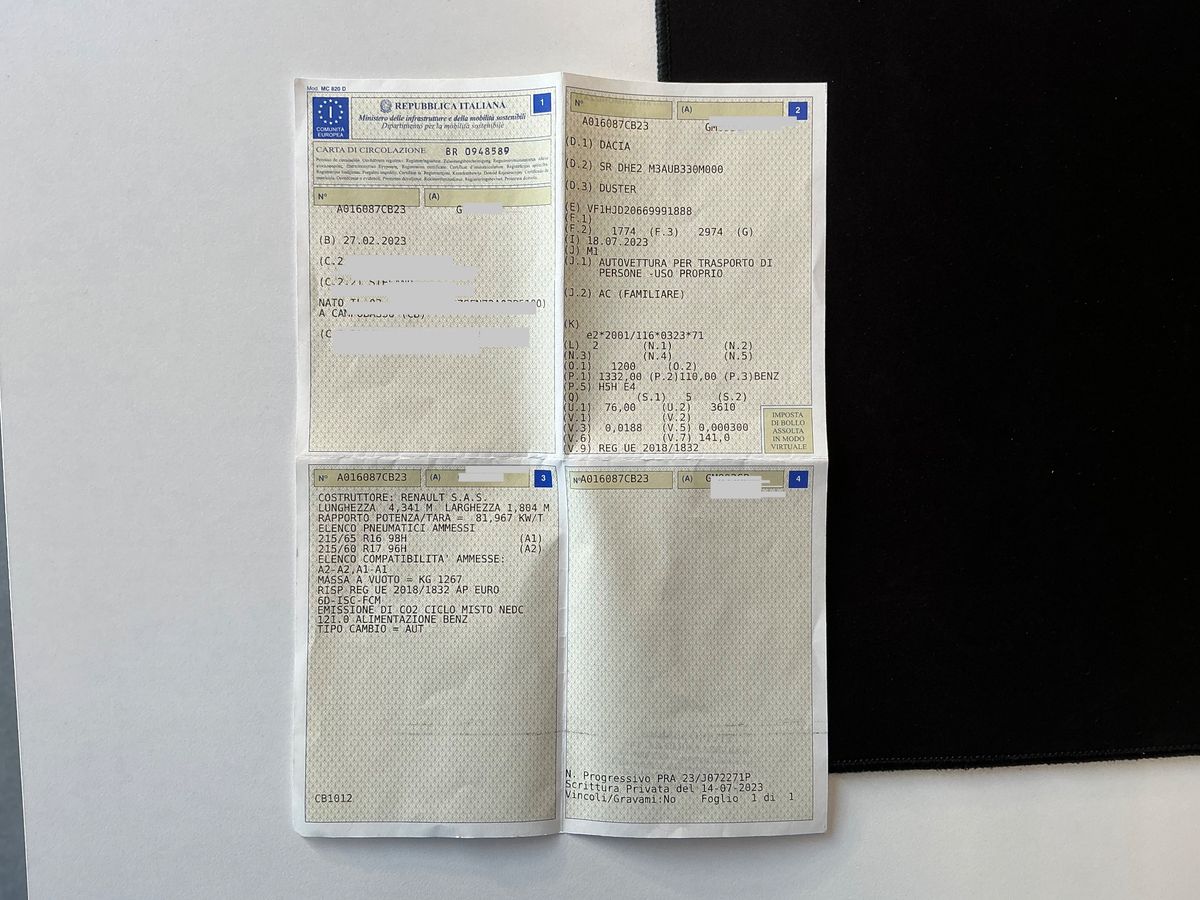 Mod. MC 820 D
COMUNITÀ
EUROPEA
REPUBBLICA ITALIANA
Ministero delle infrastrutture e della mobilità sostenibili
Dipartimento per la mobilità sostenibile
1
CARTA DI CIRCOLAZIONE BR 0948589
N° (A)
A016087CB23 G
(B) 27.02.2023
(C.2
(C.2.2)
NATO
A CAMPOBASSO (CB)
(C
N° (A) 2
A016087CB23
(D.1) DACIA
(D.2) SR DHE2 M3AUB330M000
(D.3) DUSTER
(E) VF1HJD20669991888
(F.1)
(F.2) 1774 (F.3) 2974 (G)
(I) 18.07.2023
(J) M1
(J.1) AUTOVETTURA PER TRASPORTO DI
PERSONE -USO PROPRIO
(J.2) AC (FAMILIARE)
(K)
e2*2001/116*0323*71
(L) 2 (N.1) (N.2)
(N.3) (N.4) (N.5)
(O.1) 1200 (O.2)
(P.1) 1332,00 (P.2)110,00 (P.3)BENZ
(P.5) H5H E4
(Q) (S.1) 5 (S.2)
(U.1) 76,00 (U.2) 3610
(V.1) (V.2)
(V.3) 0,0188 (V.5) 0,000300
(V.6) (V.7) 141,0
(V.9) REG UE 2018/1832
IMPOSTA
DI BOLLO
ASSOLTA
IN MODO
VIRTUALE
N° A016087CB23 (A) 3
COSTRUTTORE: RENAULT S.A.S.
LUNGHEZZA 4,341 M LARGHEZZA 1,804 M
RAPPORTO POTENZA/TARA = 81,967 KW/T
ELENCO PNEUMATICI AMMESSI
215/65 R16 98H (A1)
215/60 R17 96H (A2)
ELENCO COMPATIBILITA' AMMESSE:
A2-A2,A1-A1
MASSA A VUOTO = KG 1267
RISP REG UE 2018/1832 AP EURO
6D-ISC-FCM
EMISSIONE DI CO2 CICLO MISTO NEDC
121.0 ALIMENTAZIONE BENZ
TIPO CAMBIO = AUT
CB1012
N° A016087CB23 (A) 4
N. Progressivo PRA 23/J072271P
Scrittura Privata del 14-07-2023
Vincoli/Gravami:No Foglio 1 di 1